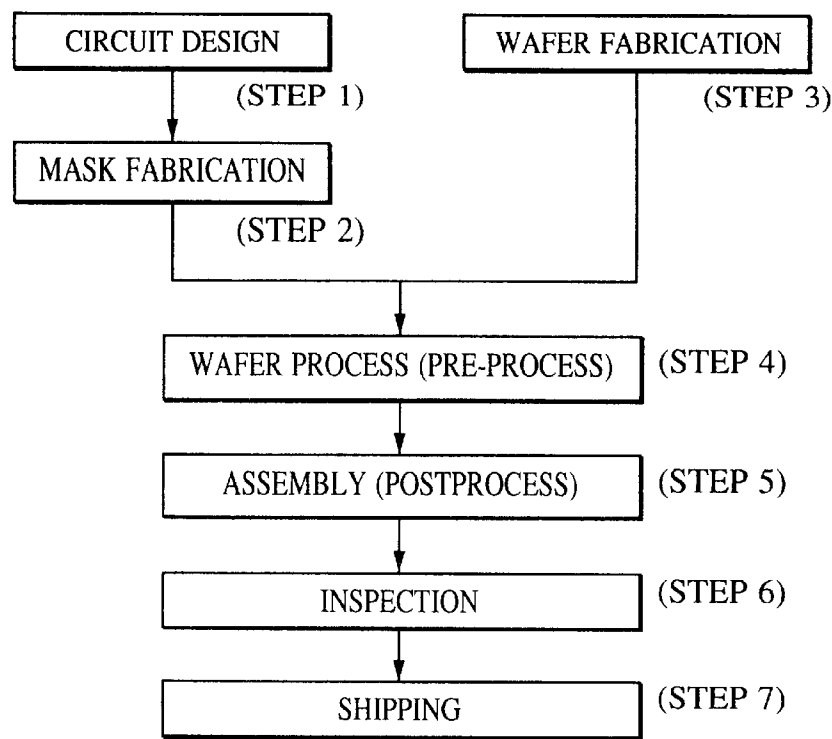 CIRCUIT DESIGN
(STEP 1)
WAFER FABRICATION
(STEP 3)
MASK FABRICATION
(STEP 2)
WAFER PROCESS (PRE-PROCESS)
(STEP 4)
ASSEMBLY (POSTPROCESS)
(STEP 5)
INSPECTION
(STEP 6)
SHIPPING
(STEP 7)